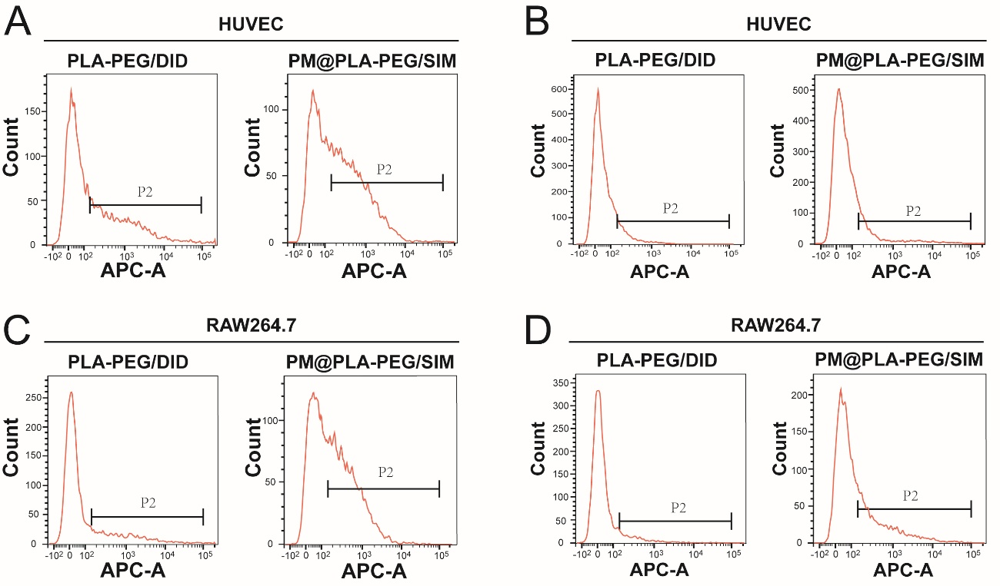 A
HUVEC
PLA-PEG/DID
PM@PLA-PEG/SIM
Count
150
100
50
0
P2
-10² 0 10² 10³ 10⁴ 10⁵
APC-A
Count
100
50
0
P2
-10² 0 10² 10³ 10⁴ 10⁵
APC-A
B
HUVEC
PLA-PEG/DID
PM@PLA-PEG/SIM
Count
600
500
400
300
200
100
0
P2
-10² 0 10² 10³ 10⁴ 10⁵
APC-A
Count
500
400
300
200
100
0
P2
-10² 0 10² 10³ 10⁴ 10⁵
APC-A
C
RAW264.7
PLA-PEG/DID
PM@PLA-PEG/SIM
Count
250
200
150
100
50
0
P2
-10² 0 10² 10³ 10⁴ 10⁵
APC-A
Count
100
50
0
P2
-10² 0 10² 10³ 10⁴ 10⁵
APC-A
D
RAW264.7
PLA-PEG/DID
PM@PLA-PEG/SIM
Count
350
300
250
200
150
100
50
0
P2
-10² 0 10² 10³ 10⁴ 10⁵
APC-A
Count
200
150
100
50
0
P2
-10² 0 10² 10³ 10⁴ 10⁵
APC-A